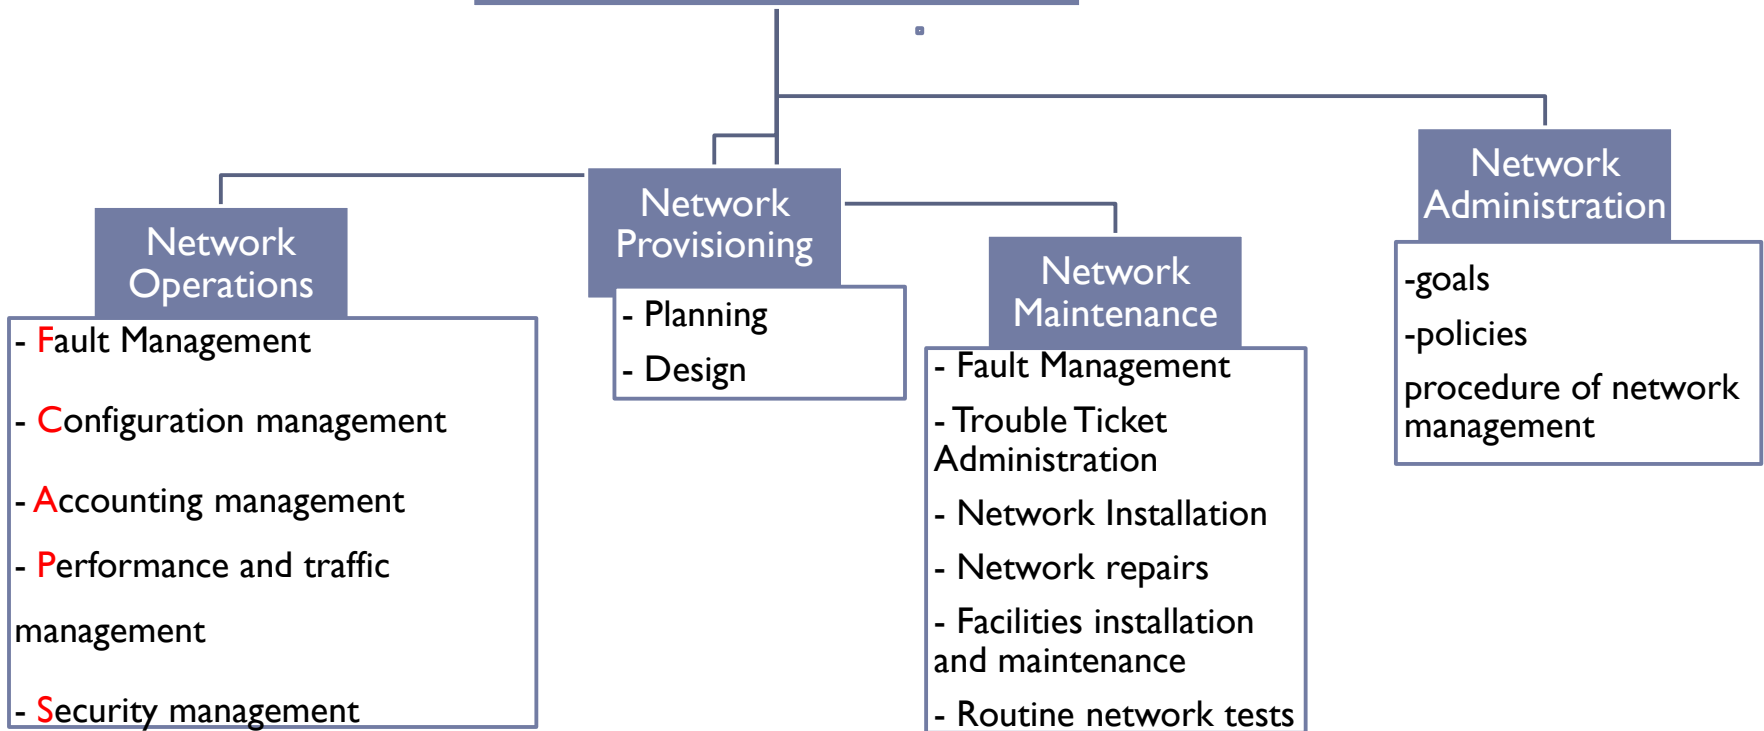 Network
Operations
- Fault Management
- Configuration management
- Accounting management
- Performance and traffic
management
- Security management
Network
Provisioning
- Planning
- Design
Network
Maintenance
- Fault Management
- Trouble Ticket
Administration
- Network Installation
- Network repairs
- Facilities installation
and maintenance
- Routine network tests
Network
Administration
-goals
-policies
procedure of network
management